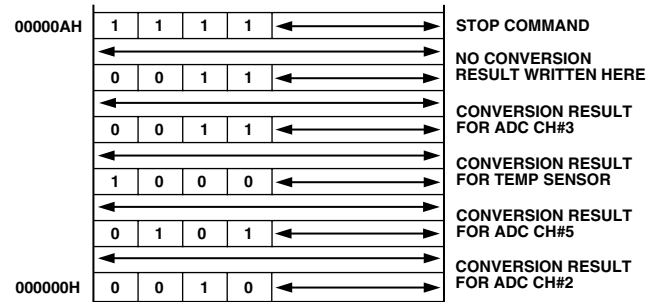 00000AH 1 1 1 1 STOP COMMAND
NO CONVERSION
0 0 1 1 RESULT WRITTEN HERE
CONVERSION RESULT
0 0 1 1 FOR ADC CH#3
CONVERSION RESULT
1 0 0 0 FOR TEMP SENSOR
CONVERSION RESULT
0 1 0 1 FOR ADC CH#5
CONVERSION RESULT
000000H 0 0 1 0 FOR ADC CH#2